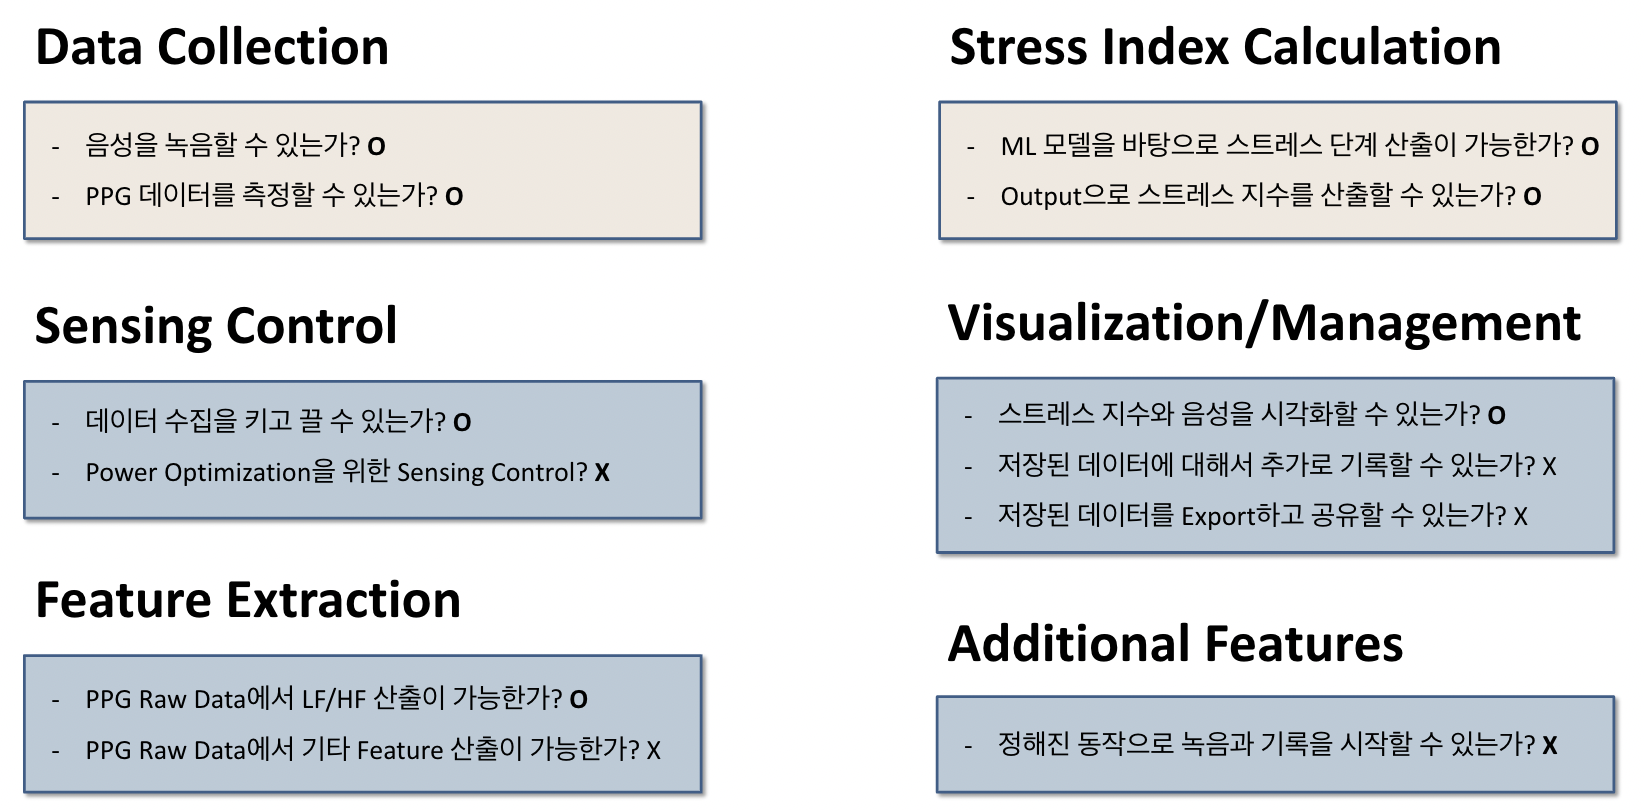 Data Collection
- 음성을 녹음할 수 있는가? O
- PPG 데이터를 측정할 수 있는가? O
Sensing Control
- 데이터 수집을 키고 끌 수 있는가? O
- Power Optimization을 위한 Sensing Control? X
Feature Extraction
- PPG Raw Data에서 LF/HF 산출이 가능한가? O
- PPG Raw Data에서 기타 Feature 산출이 가능한가? X
Stress Index Calculation
- ML 모델을 바탕으로 스트레스 단계 산출이 가능한가? O
- Output으로 스트레스 지수를 산출할 수 있는가? O
Visualization/Management
- 스트레스 지수와 음성을 시각화할 수 있는가? O
- 저장된 데이터에 대해서 추가로 기록할 수 있는가? X
- 저장된 데이터를 Export하고 공유할 수 있는가? X
Additional Features
- 정해진 동작으로 녹음과 기록을 시작할 수 있는가? X